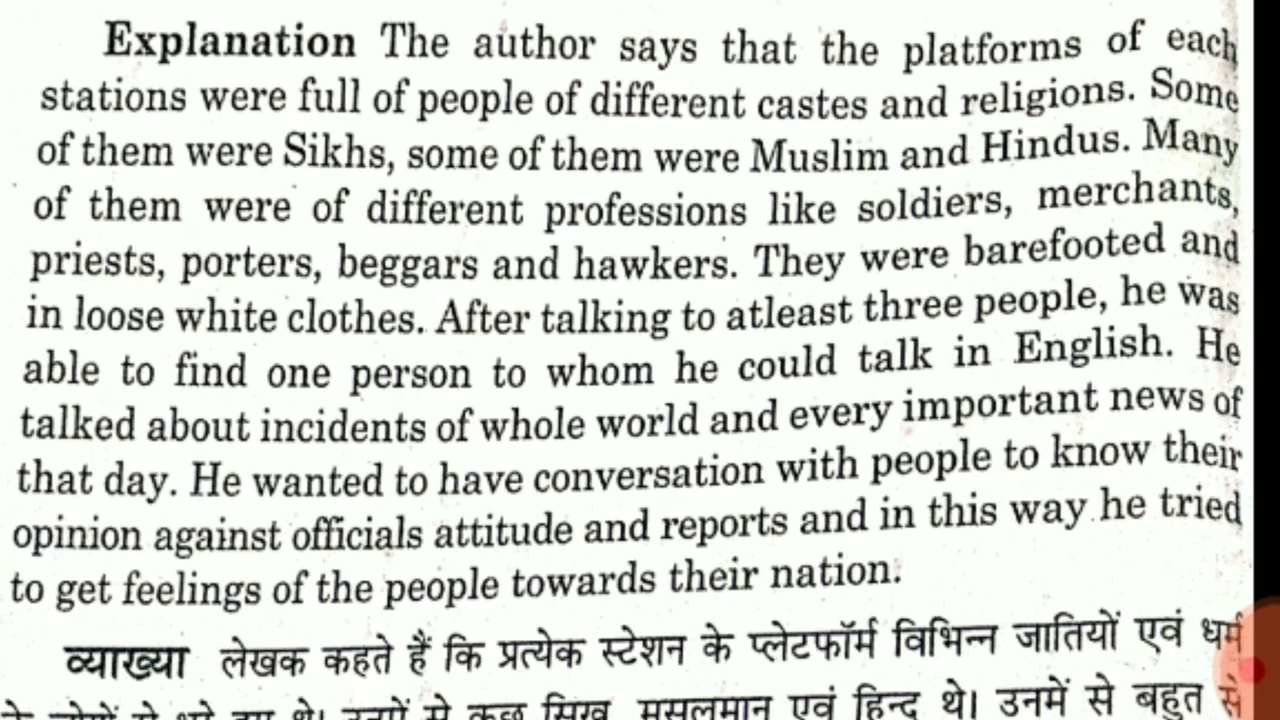 Explanation The author says that the platforms of each
stations were full of people of different castes and religions. Some
of them were Sikhs, some of them were Muslim and Hindus. Many
of them were of different professions like soldiers, merchants,
priests, porters, beggars and hawkers. They were barefooted and
in loose white clothes. After talking to atleast three people, he was
able to find one person to whom he could talk in English. He
talked about incidents of whole world and every important news of
that day. He wanted to have conversation with people to know their
opinion against officials attitude and reports and in this way he tried
to get feelings of the people towards their nation.
व्याख्या लेखक कहते हैं कि प्रत्येक स्टेशन के प्लेटफॉर्म विभिन्न जातियों एवं धर्म
सिख, मुसलमान एवं हिन्दू थे। उनमें से बहुत से